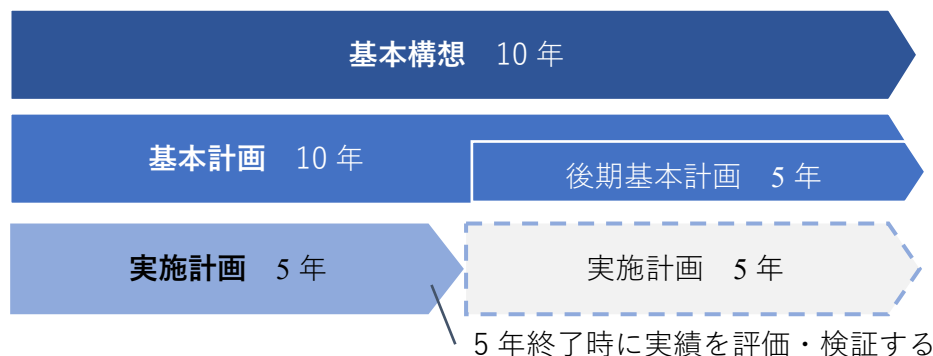 基本構想　10 年
基本計画　10 年
後期基本計画　5 年
実施計画　5 年
実施計画　5 年
5 年終了時に実績を評価・検証する